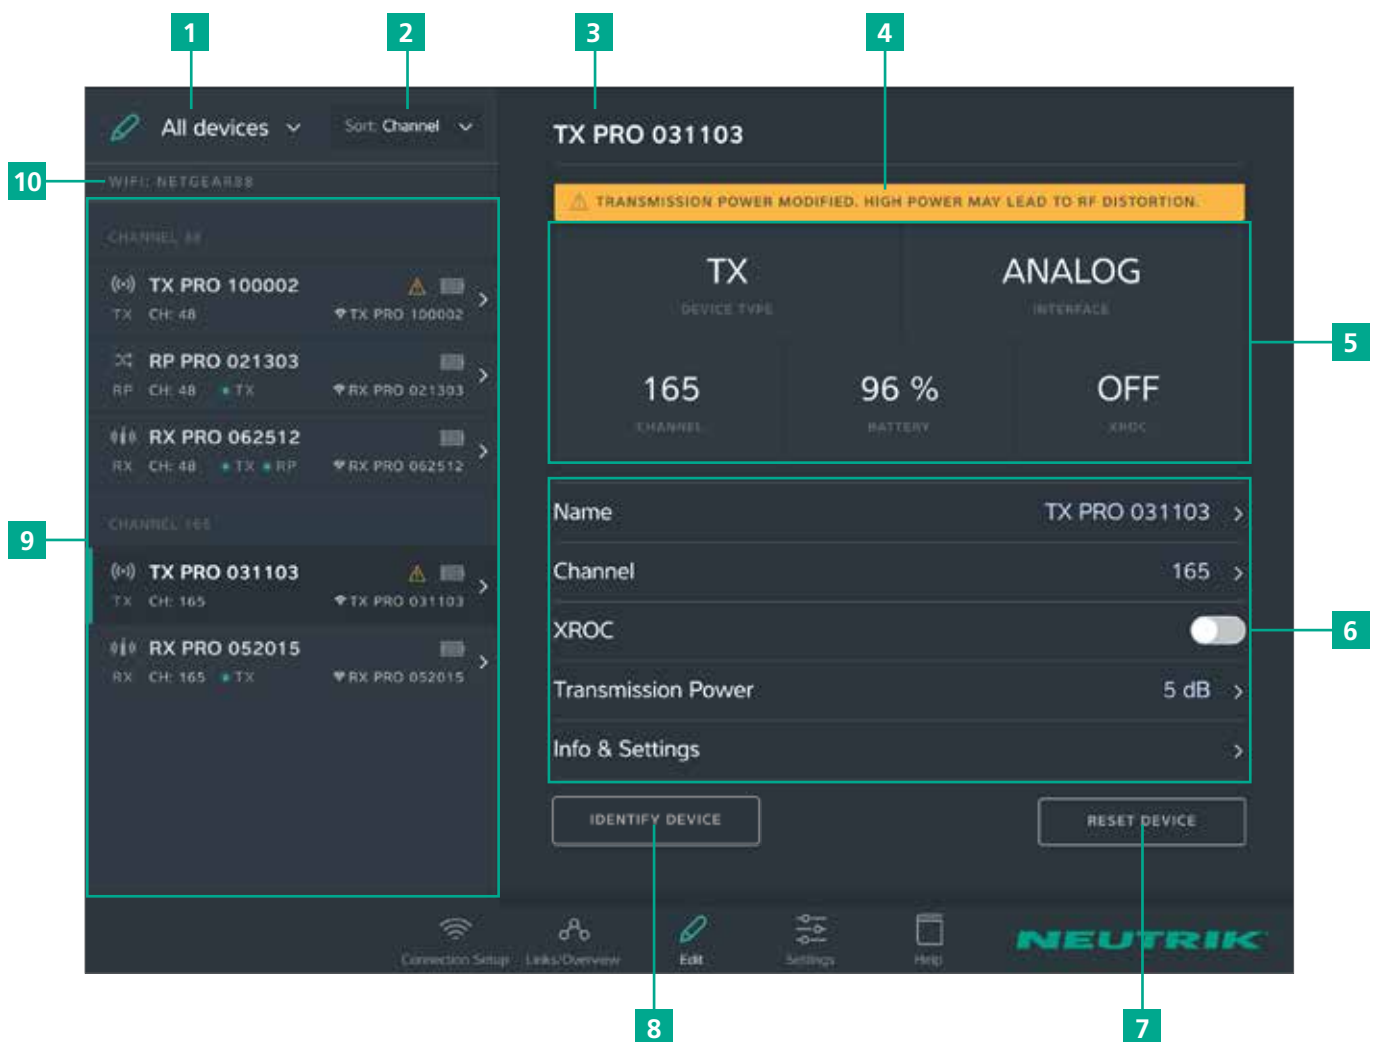 1
2
3
4
All devices
Sort: Channel
TX PRO 031103
10
WIFI: NETGEAR88
TRANSMISSION POWER MODIFIED. HIGH POWER MAY LEAD TO RF DISTORTION.
CHANNEL 48
TX PRO 100002
TX CH: 48 TX PRO 100002
RP PRO 021303
RP CH: 48 TX RX PRO 021303
RX PRO 062512
RX CH: 48 TX RP RX PRO 062512
9
CHANNEL 165
TX PRO 031103
TX CH: 165 TX PRO 031103
RX PRO 052015
RX CH: 165 TX RX PRO 052015
TX
DEVICE TYPE
ANALOG
INTERFACE
5
165
CHANNEL
96 %
BATTERY
OFF
XROC
Name TX PRO 031103
Channel 165
XROC
6
Transmission Power 5 dB
Info & Settings
IDENTIFY DEVICE
RESET DEVICE
Connection Setup
Links/Overview
Edit
Settings
Help
NEUTRIK
8
7